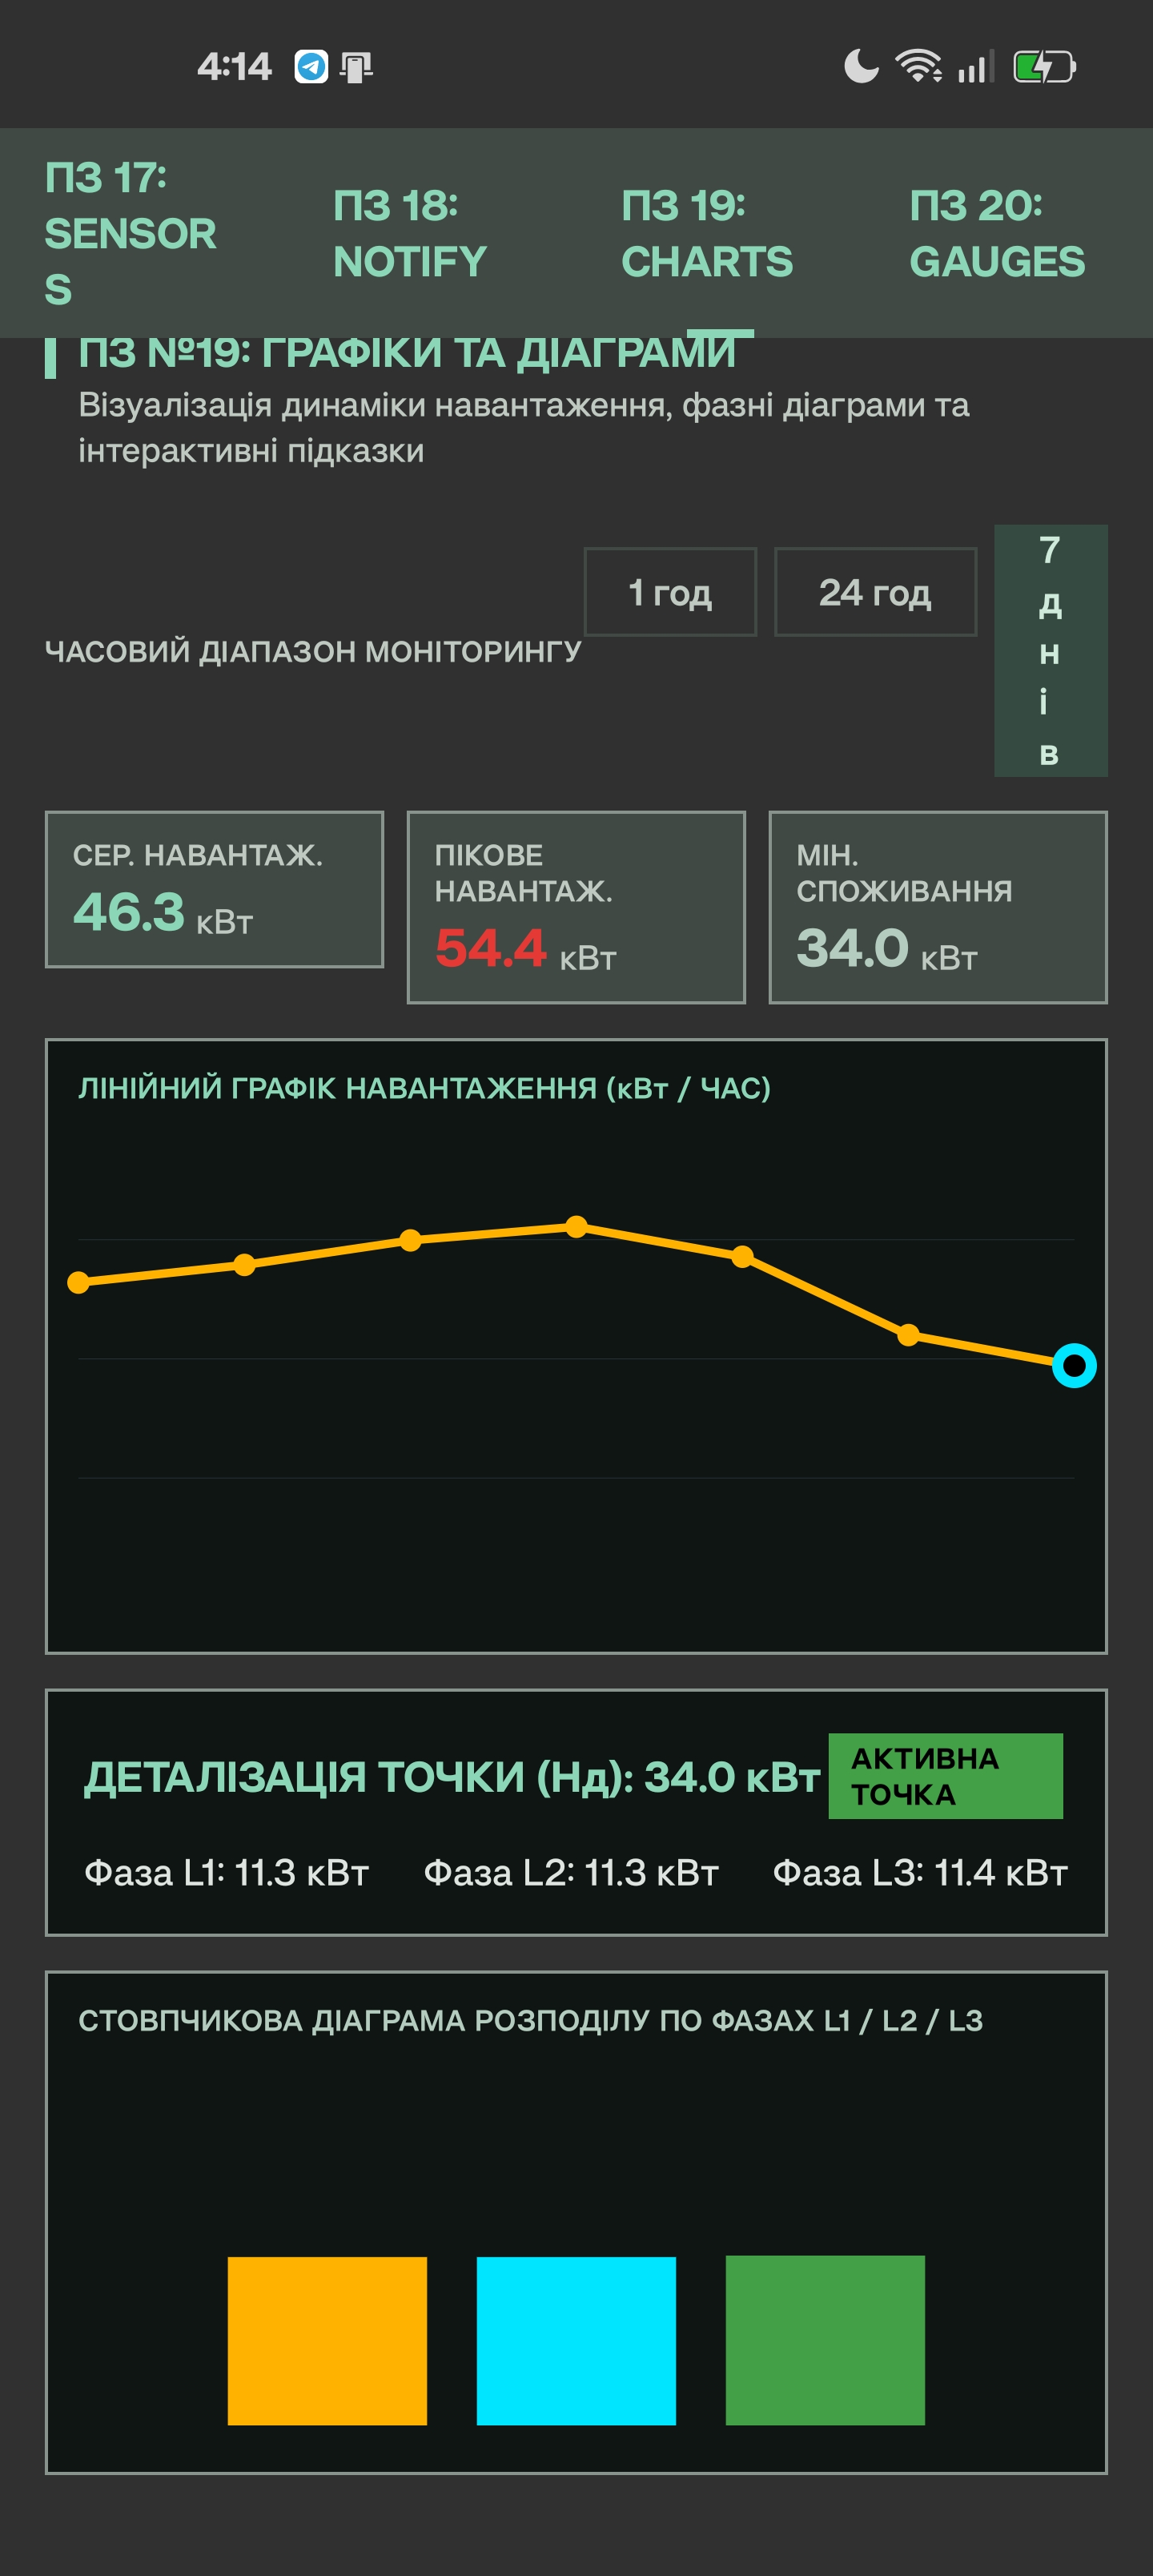 4:14
ПЗ 17:
SENSOR
S
ПЗ 18:
NOTIFY
ПЗ 19:
CHARTS
ПЗ 20:
GAUGES
ПЗ №19: ГРАФІКИ ТА ДІАГРАМИ
Візуалізація динаміки навантаження, фазні діаграми та
інтерактивні підказки
ЧАСОВИЙ ДІАПАЗОН МОНІТОРИНГУ
1 год
24 год
7
д
н
і
в
СЕР. НАВАНТАЖ.
46.3 кВт
ПІКОВЕ
НАВАНТАЖ.
54.4 кВт
МІН.
СПОЖИВАННЯ
34.0 кВт
ЛІНІЙНИЙ ГРАФІК НАВАНТАЖЕННЯ (кВт / ЧАС)
ДЕТАЛІЗАЦІЯ ТОЧКИ (Нд): 34.0 кВт
АКТИВНА
ТОЧКА
Фаза L1: 11.3 кВт
Фаза L2: 11.3 кВт
Фаза L3: 11.4 кВт
СТОВПЧИКОВА ДІАГРАМА РОЗПОДІЛУ ПО ФАЗАХ L1 / L2 / L3